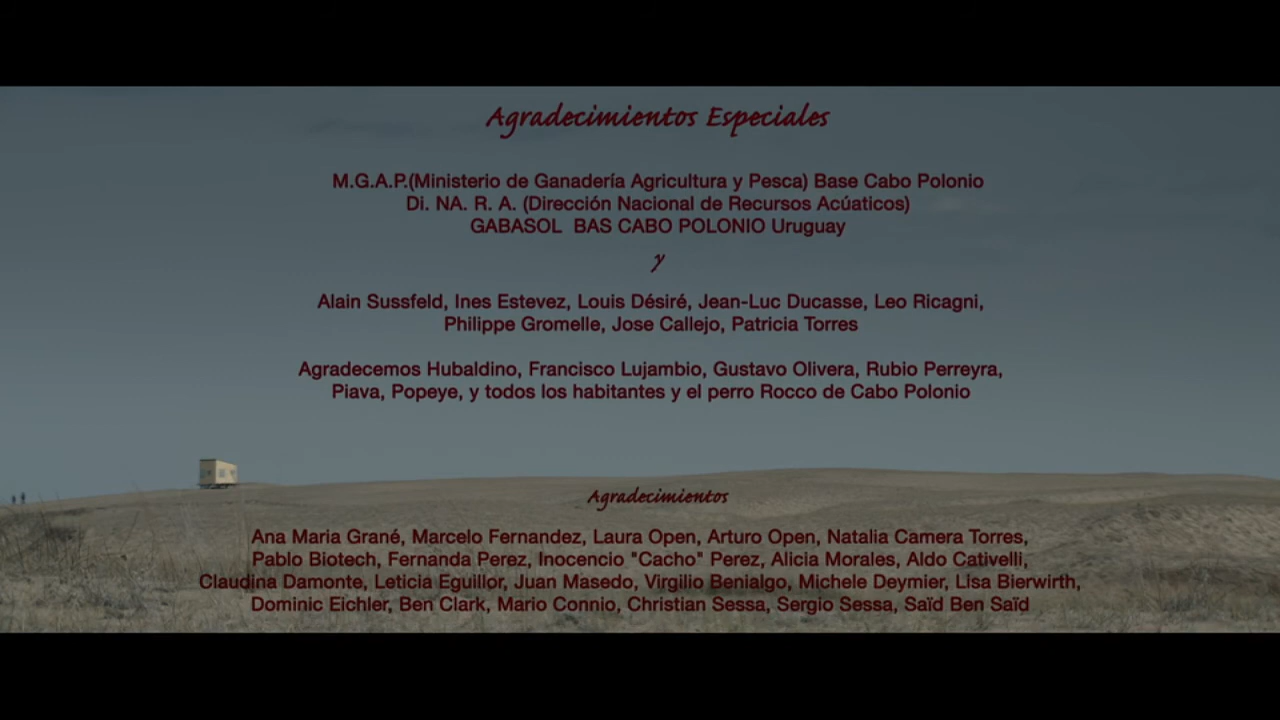 Agradecimientos Especiales
M.G.A.P.(Ministerio de Ganadería Agricultura y Pesca) Base Cabo Polonio
Di. NA. R. A. (Dirección Nacional de Recursos Acúaticos)
GABASOL  BAS CABO POLONIO Uruguay
y
Alain Sussfeld, Ines Estevez, Louis Désiré, Jean-Luc Ducasse, Leo Ricagni,
Philippe Gromelle, Jose Callejo, Patricia Torres
Agradecemos Hubaldino, Francisco Lujambio, Gustavo Olivera, Rubio Perreyra,
Piava, Popeye, y todos los habitantes y el perro Rocco de Cabo Polonio
Agradecimientos
Ana Maria Grané, Marcelo Fernandez, Laura Open, Arturo Open, Natalia Camera Torres,
Pablo Biotech, Fernanda Perez, Inocencio "Cacho" Perez, Alicia Morales, Aldo Cativelli,
Claudina Damonte, Leticia Eguillor, Juan Masedo, Virgilio Benialgo, Michele Deymier, Lisa Bierwirth,
Dominic Eichler, Ben Clark, Mario Connio, Christian Sessa, Sergio Sessa, Saïd Ben Saïd